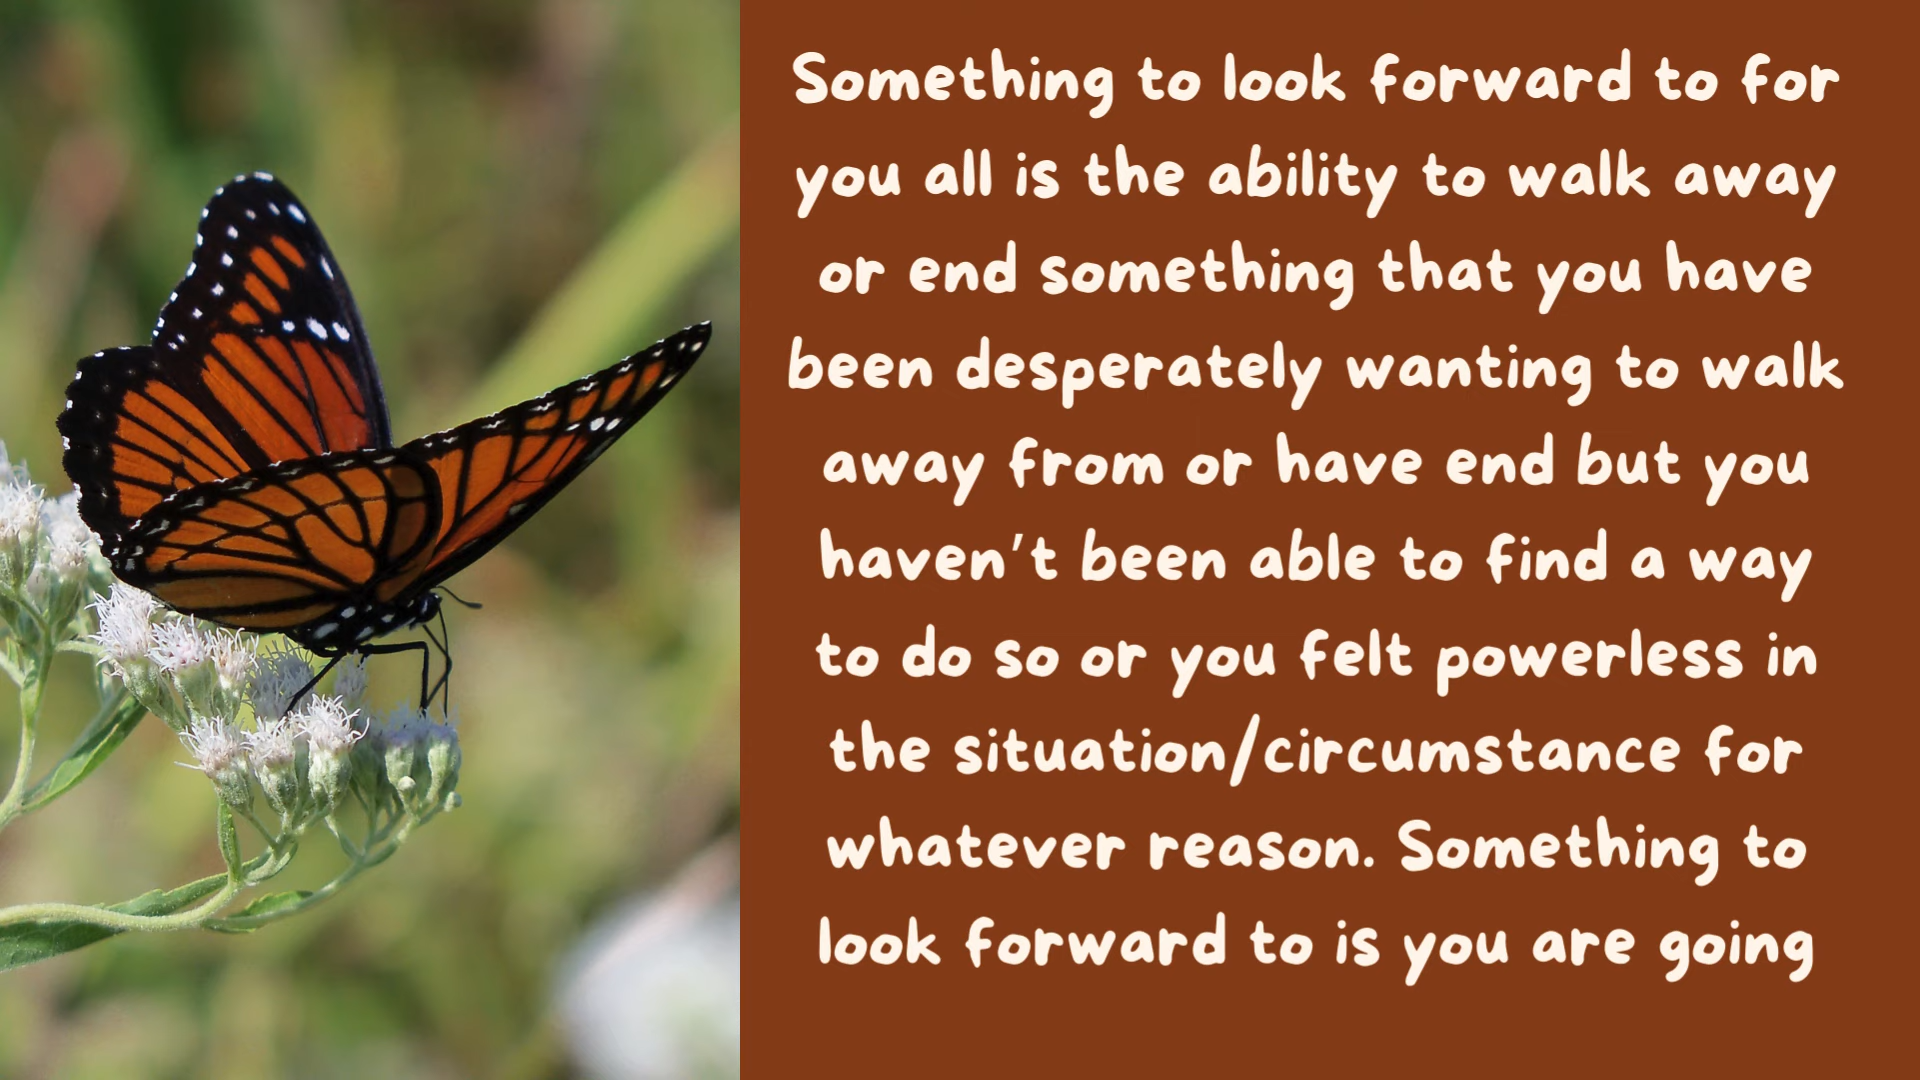 Something to look forward to for
you all is the ability to walk away
or end something that you have
been desperately wanting to walk
away from or have end but you
haven't been able to find a way
to do so or you felt powerless in
the situation/circumstance for
whatever reason. Something to
look forward to is you are going